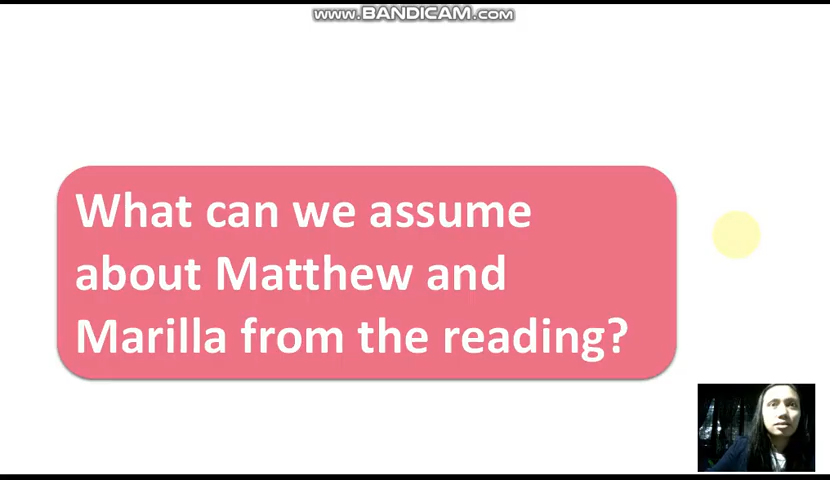 www.BANDICAM.com
What can we assume
about Matthew and
Marilla from the reading?